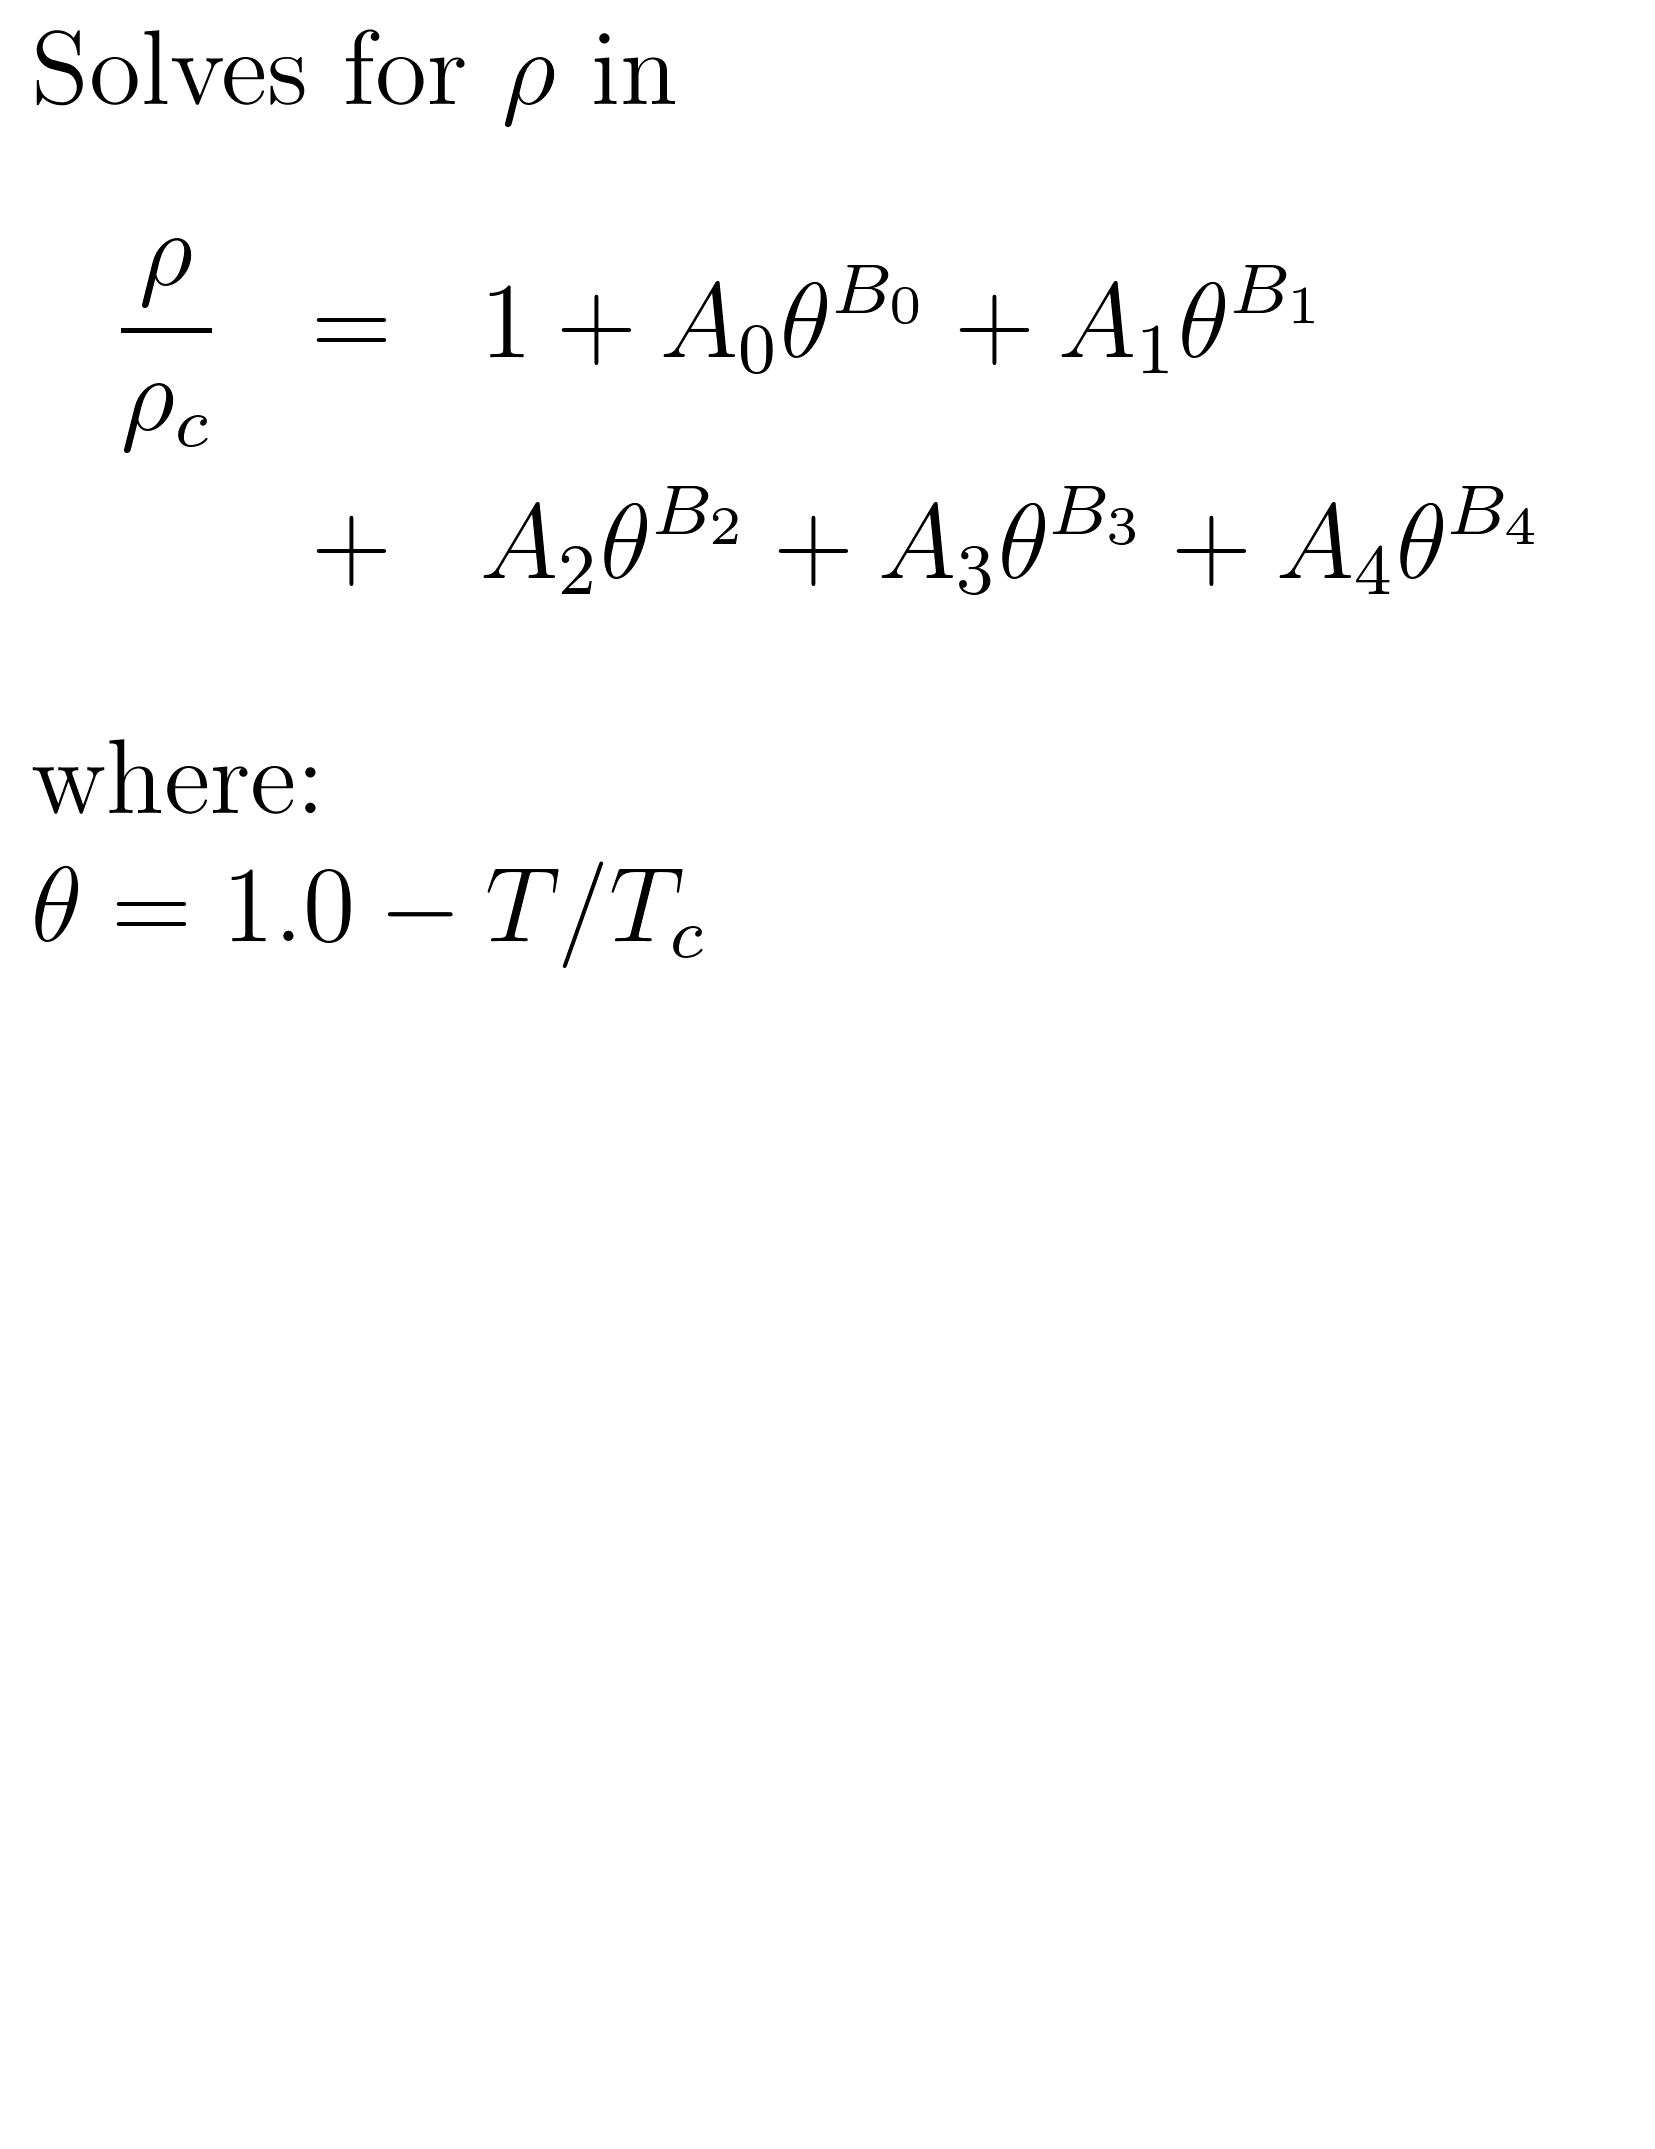 Solves for ρ in
ρ/ρ_c = 1 + A_0θ^{B_0} + A_1θ^{B_1}
+ A_2θ^{B_2} + A_3θ^{B_3} + A_4θ^{B_4}
where:
θ = 1.0 − T/T_c